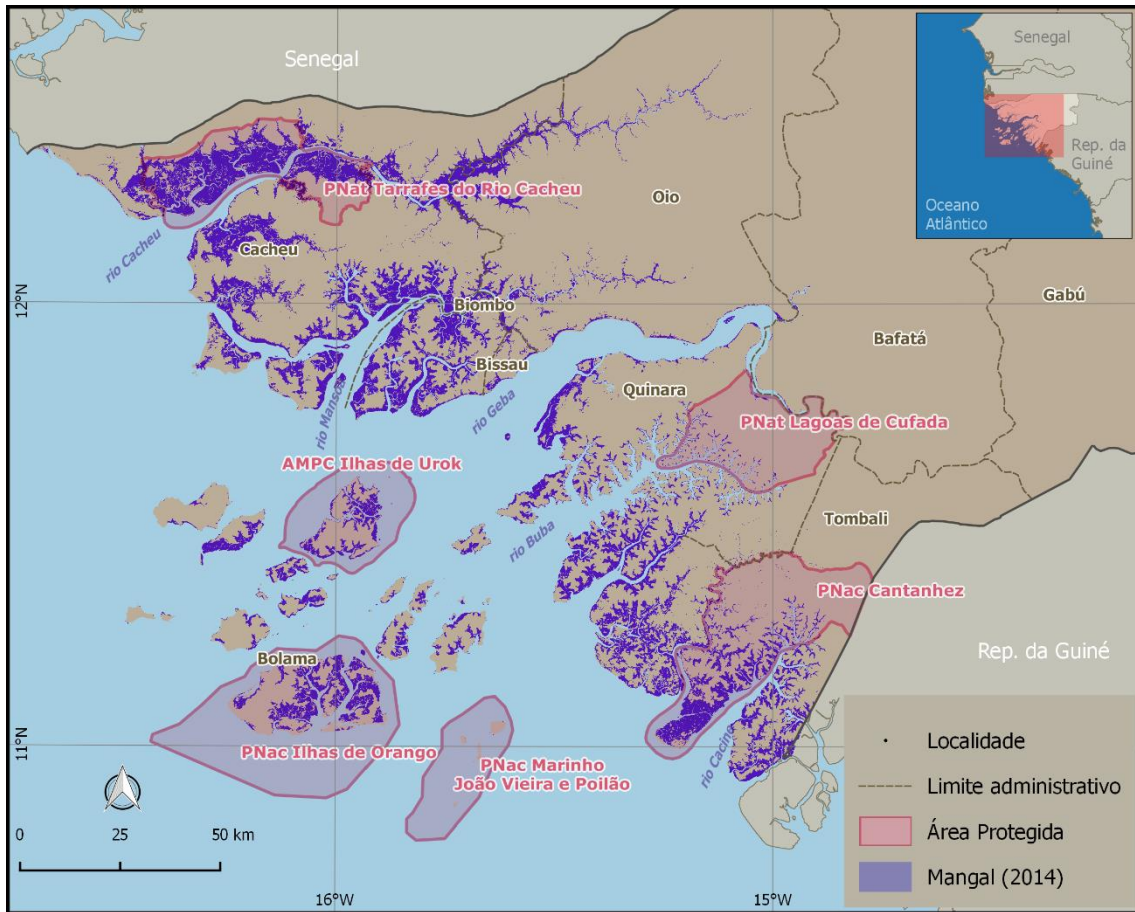 Senegal
Senegal
Rep. da
Guiné
Oceano
Atlântico
PNat Tarrafes do Rio Cacheu
Oio
rio Cacheu
Cacheu
12°N
Biombo
Gabú
Bafatá
Bissau
Quinara
rio Mansoa
rio Geba
PNat Lagoas de Cufada
AMPC Ilhas de Urok
rio Buba
Tombali
PNac Cantanhez
Bolama
Rep. da Guiné
11°N
PNac Ilhas de Orango
PNac Marinho
João Vieira e Poilão
rio Cacine
Localidade
Limite administrativo
Área Protegida
Mangal (2014)
0 25 50 km
16°W
15°W